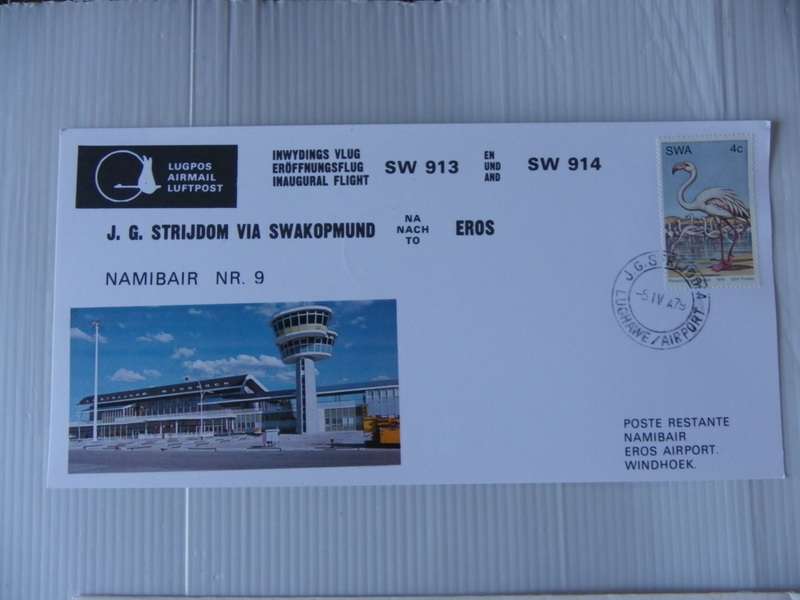 LUGPOS
AIRMAIL
LUFTPOST
INWYDINGS VLUG
ERÖFFNUNGSFLUG
INAUGURAL FLIGHT
SW 913
EN
UND
AND
SW 914
SWA 4c
J. G. STRIJDOM VIA SWAKOPMUND
NA
NACH
TO
EROS
NAMIBAIR NR. 9
LUGHAWE/AIRPORT
POSTE RESTANTE
NAMIBAIR
EROS AIRPORT.
WINDHOEK.